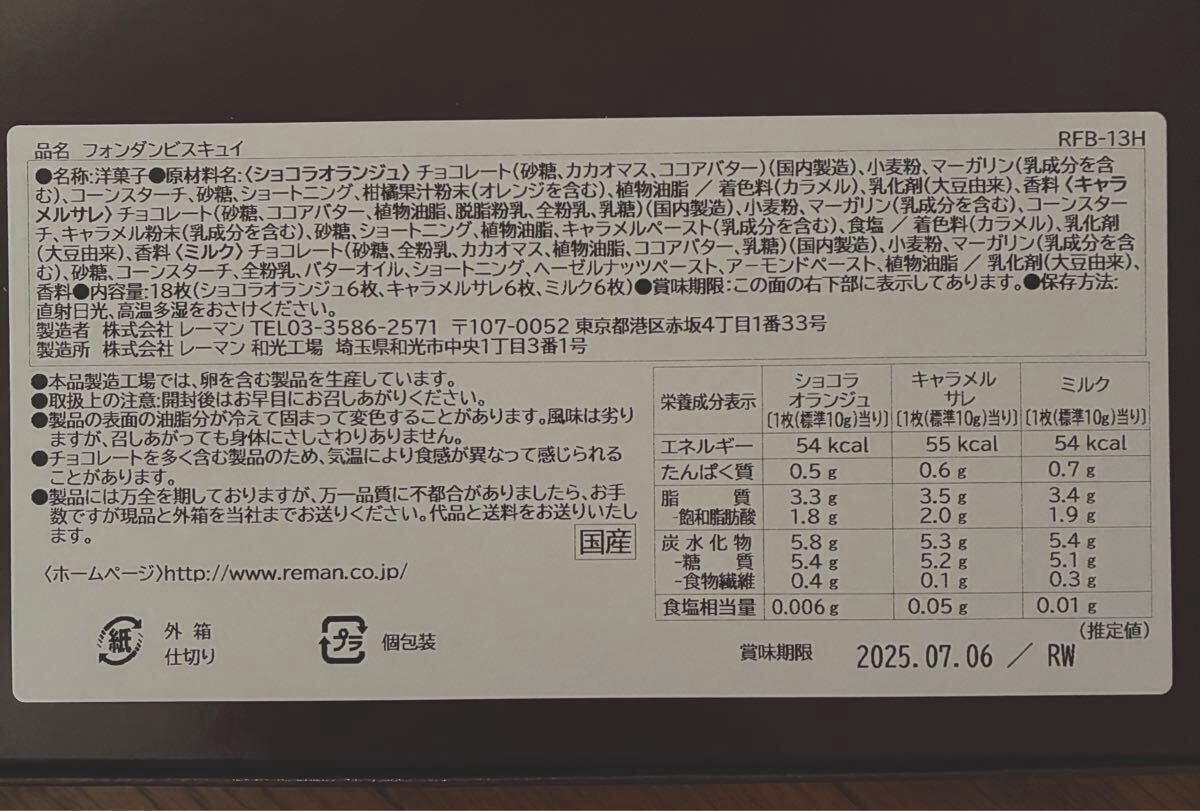 品名 フォンダンビスキュイ
RFB-13H
●名称:洋菓子●原材料名:〈ショコラオランジュ〉チョコレート(砂糖、カカオマス、ココアバター)(国内製造)、小麦粉、マーガリン(乳成分を含
む)、コーンスターチ、砂糖、ショートニング、柑橘果汁粉末(オレンジを含む)、植物油脂／着色料(カラメル)、乳化剤(大豆由来)、香料〈キャラ
メルサレ〉チョコレート(砂糖、ココアバター、植物油脂、脱脂粉乳、全粉乳、乳糖)(国内製造)、小麦粉、マーガリン(乳成分を含む)、コーンスター
チ、キャラメル粉末(乳成分を含む)、砂糖、ショートニング、植物油脂、キャラメルペースト(乳成分を含む)、食塩／着色料(カラメル)、乳化剤
(大豆由来)、香料〈ミルク〉チョコレート(砂糖、全粉乳、カカオマス、植物油脂、ココアバター、乳糖)(国内製造)、小麦粉、マーガリン(乳成分を含
む)、砂糖、コーンスターチ、全粉乳、バターオイル、ショートニング、ヘーゼルナッツペースト、アーモンドペースト、植物油脂／乳化剤(大豆由来)、
香料●内容量:18枚(ショコラオランジュ6枚、キャラメルサレ6枚、ミルク6枚)●賞味期限:この面の右下部に表示してあります。●保存方法:
直射日光、高温多湿をおさけください。
製造者 株式会社 レーマン TEL03-3586-2571 〒107-0052 東京都港区赤坂4丁目1番33号
製造所 株式会社 レーマン 和光工場 埼玉県和光市中央1丁目3番1号
●本品製造工場では、卵を含む製品を生産しています。
●取扱上の注意:開封後はお早目にお召しあがりください。
●製品の表面の油脂分が冷えて固まって変色することがあります。風味は劣り
ますが、召しあがっても身体にさしさわりありません。
●チョコレートを多く含む製品のため、気温により食感が異なって感じられる
ことがあります。
●製品には万全を期しておりますが、万一品質に不都合がありましたら、お手
数ですが現品と外箱を当社までお送りください。代品と送料をお送りいたし
ます。
国産
〈ホームページ〉http://www.reman.co.jp/
紙 外箱
仕切り
プラ 個包装
栄養成分表示 ショコラオランジュ〔1枚(標準10g)当り〕 キャラメルサレ〔1枚(標準10g)当り〕 ミルク〔1枚(標準10g)当り〕
エネルギー 54 kcal 55 kcal 54 kcal
たんぱく質 0.5 g 0.6 g 0.7 g
脂質 3.3 g 3.5 g 3.4 g
-飽和脂肪酸 1.8 g 2.0 g 1.9 g
炭水化物 5.8 g 5.3 g 5.4 g
-糖質 5.4 g 5.2 g 5.1 g
-食物繊維 0.4 g 0.1 g 0.3 g
食塩相当量 0.006 g 0.05 g 0.01 g
(推定値)
賞味期限 2025.07.06 ／ RW